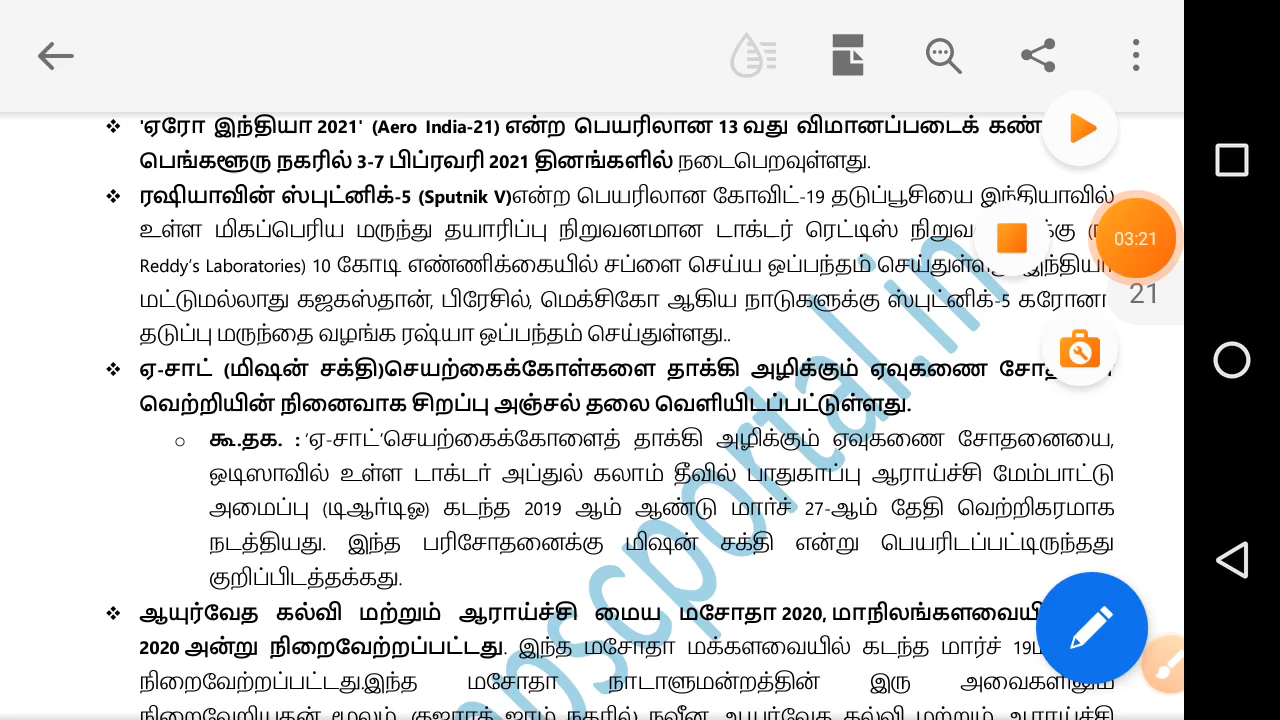 ❖ 'ஏரோ இந்தியா 2021' (Aero India-21) என்ற பெயரிலான 13 வது விமானப்படைக்
பெங்களூரு நகரில் 3-7 பிப்ரவரி 2021 தினங்களில் நடைபெறவுள்ளது.
❖ ரஷியாவின் ஸ்புட்னிக்-5 (Sputnik V)என்ற பெயரிலான கோவிட்-19 தடுப்பூசியை இந்தியாவில்
உள்ள மிகப்பெரிய மருந்து தயாரிப்பு நிறுவனமான டாக்டர் ரெட்டிஸ்
Reddy's Laboratories) 10 கோடி எண்ணிக்கையில் சப்ளை செய்ய ஒப்பந்தம்
மட்டுமல்லாது கஜகஸ்தான், பிரேசில், மெக்சிகோ ஆகிய நாடுகளுக்கு ஸ்புட்னிக்-5 கரோனா
தடுப்பு மருந்தை வழங்க ரஷ்யா ஒப்பந்தம் செய்துள்ளது..
❖ ஏ-சாட் (மிஷன் சக்தி)செயற்கைக்கோள்களை தாக்கி அழிக்கும் ஏவுகணை
வெற்றியின் நினைவாக சிறப்பு அஞ்சல் தலை வெளியிடப்பட்டுள்ளது.
○ கூ.தக. : 'ஏ-சாட்'செயற்கைக்கோளைத் தாக்கி அழிக்கும் ஏவுகணை சோதனையை,
ஒடிஸாவில் உள்ள டாக்டர் அப்துல் கலாம் தீவில் பாதுகாப்பு ஆராய்ச்சி மேம்பாட்டு
அமைப்பு (டிஆர்டிஓ) கடந்த 2019 ஆம் ஆண்டு மார்ச் 27-ஆம் தேதி வெற்றிகரமாக
நடத்தியது. இந்த பரிசோதனைக்கு மிஷன் சக்தி என்று பெயரிடப்பட்டிருந்தது
குறிப்பிடத்தக்கது.
❖ ஆயுர்வேத கல்வி மற்றும் ஆராய்ச்சி மைய மசோதா 2020,
2020 அன்று நிறைவேற்றப்பட்டது. இந்த மசோதா மக்களவையில் கடந்த மார்ச்
நிறைவேற்றப்பட்டது.இந்த மசோதா நாடாளுமன்றத்தின் இரு
03:21
21